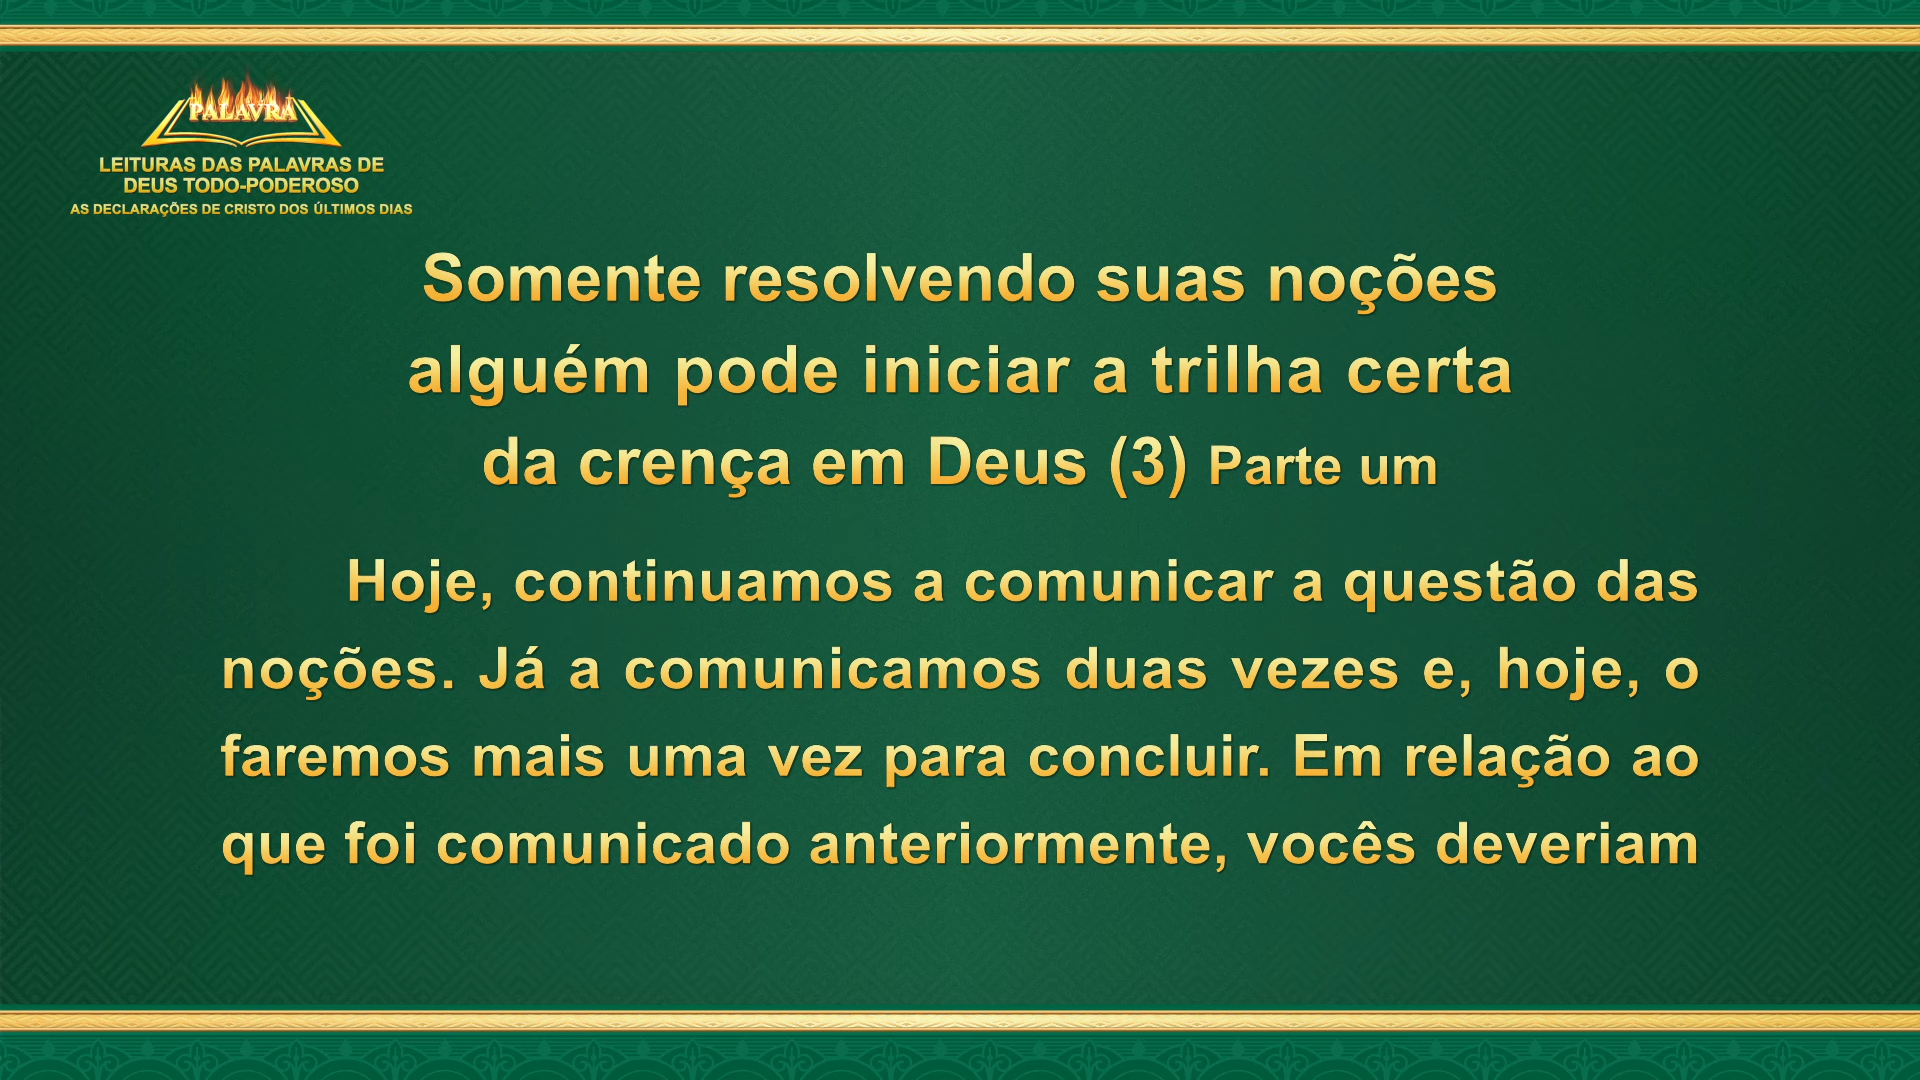 PALAVRA
LEITURAS DAS PALAVRAS DE
DEUS TODO-PODEROSO
AS DECLARAÇÕES DE CRISTO DOS ÚLTIMOS DIAS
Somente resolvendo suas noções
alguém pode iniciar a trilha certa
da crença em Deus (3) Parte um
Hoje, continuamos a comunicar a questão das
noções. Já a comunicamos duas vezes e, hoje, o
faremos mais uma vez para concluir. Em relação ao
que foi comunicado anteriormente, vocês deveriam